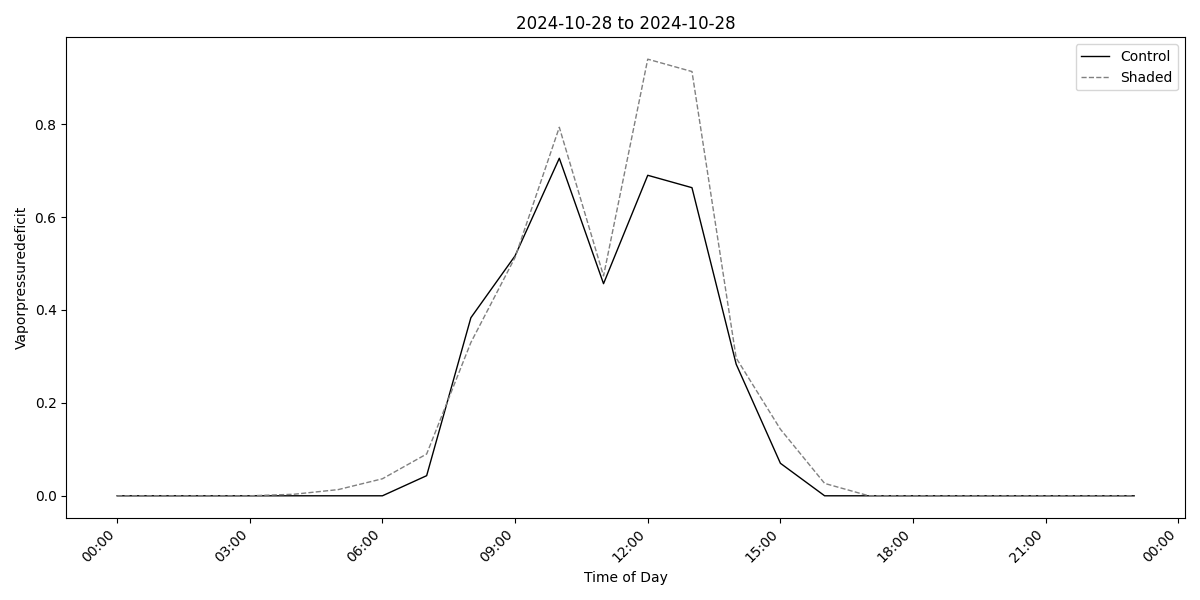 2024-10-28 to 2024-10-28
Control
Shaded
Vaporpressuredeficit
0.8
0.6
0.4
0.2
0.0
00:00
03:00
06:00
09:00
12:00
15:00
18:00
21:00
00:00
Time of Day